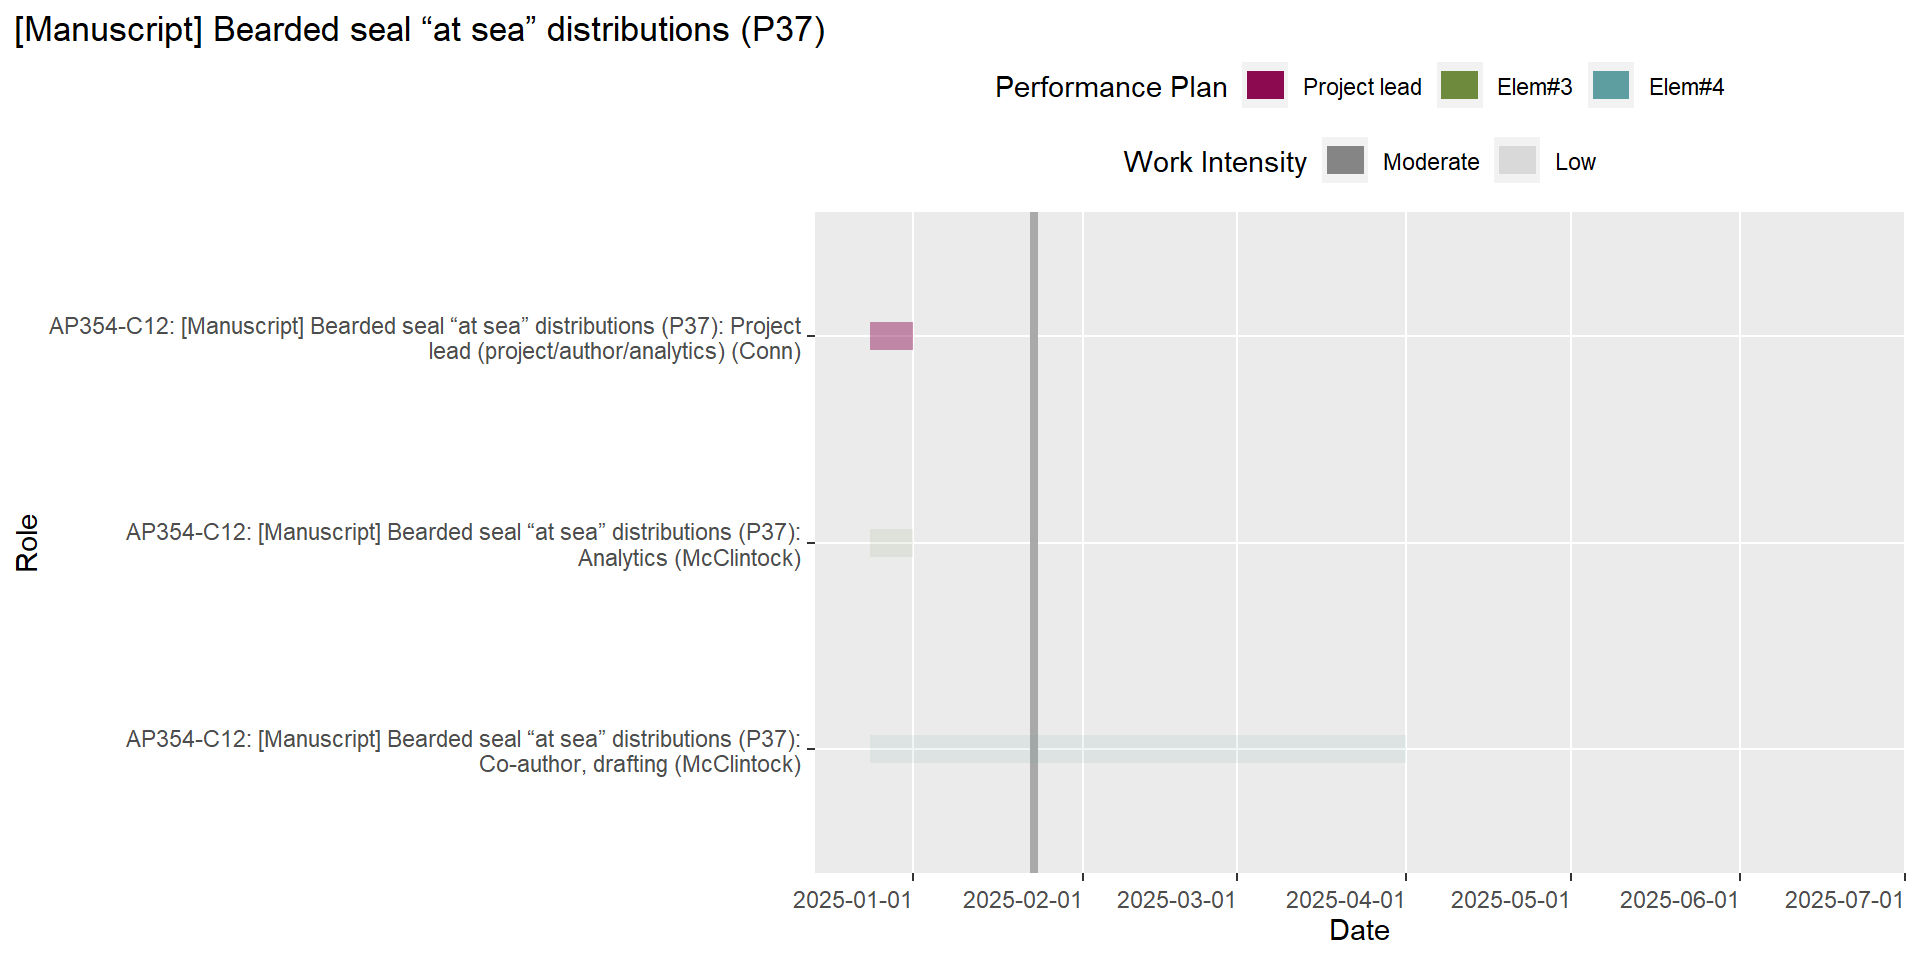 [Manuscript] Bearded seal “at sea” distributions (P37)
Performance Plan Project lead Elem#3 Elem#4
Work Intensity Moderate Low
AP354-C12: [Manuscript] Bearded seal “at sea” distributions (P37): Project
lead (project/author/analytics) (Conn)
Role
AP354-C12: [Manuscript] Bearded seal “at sea” distributions (P37):
Analytics (McClintock)
AP354-C12: [Manuscript] Bearded seal “at sea” distributions (P37):
Co-author, drafting (McClintock)
2025-01-01 2025-02-01 2025-03-01 2025-04-01 2025-05-01 2025-06-01 2025-07-01
Date